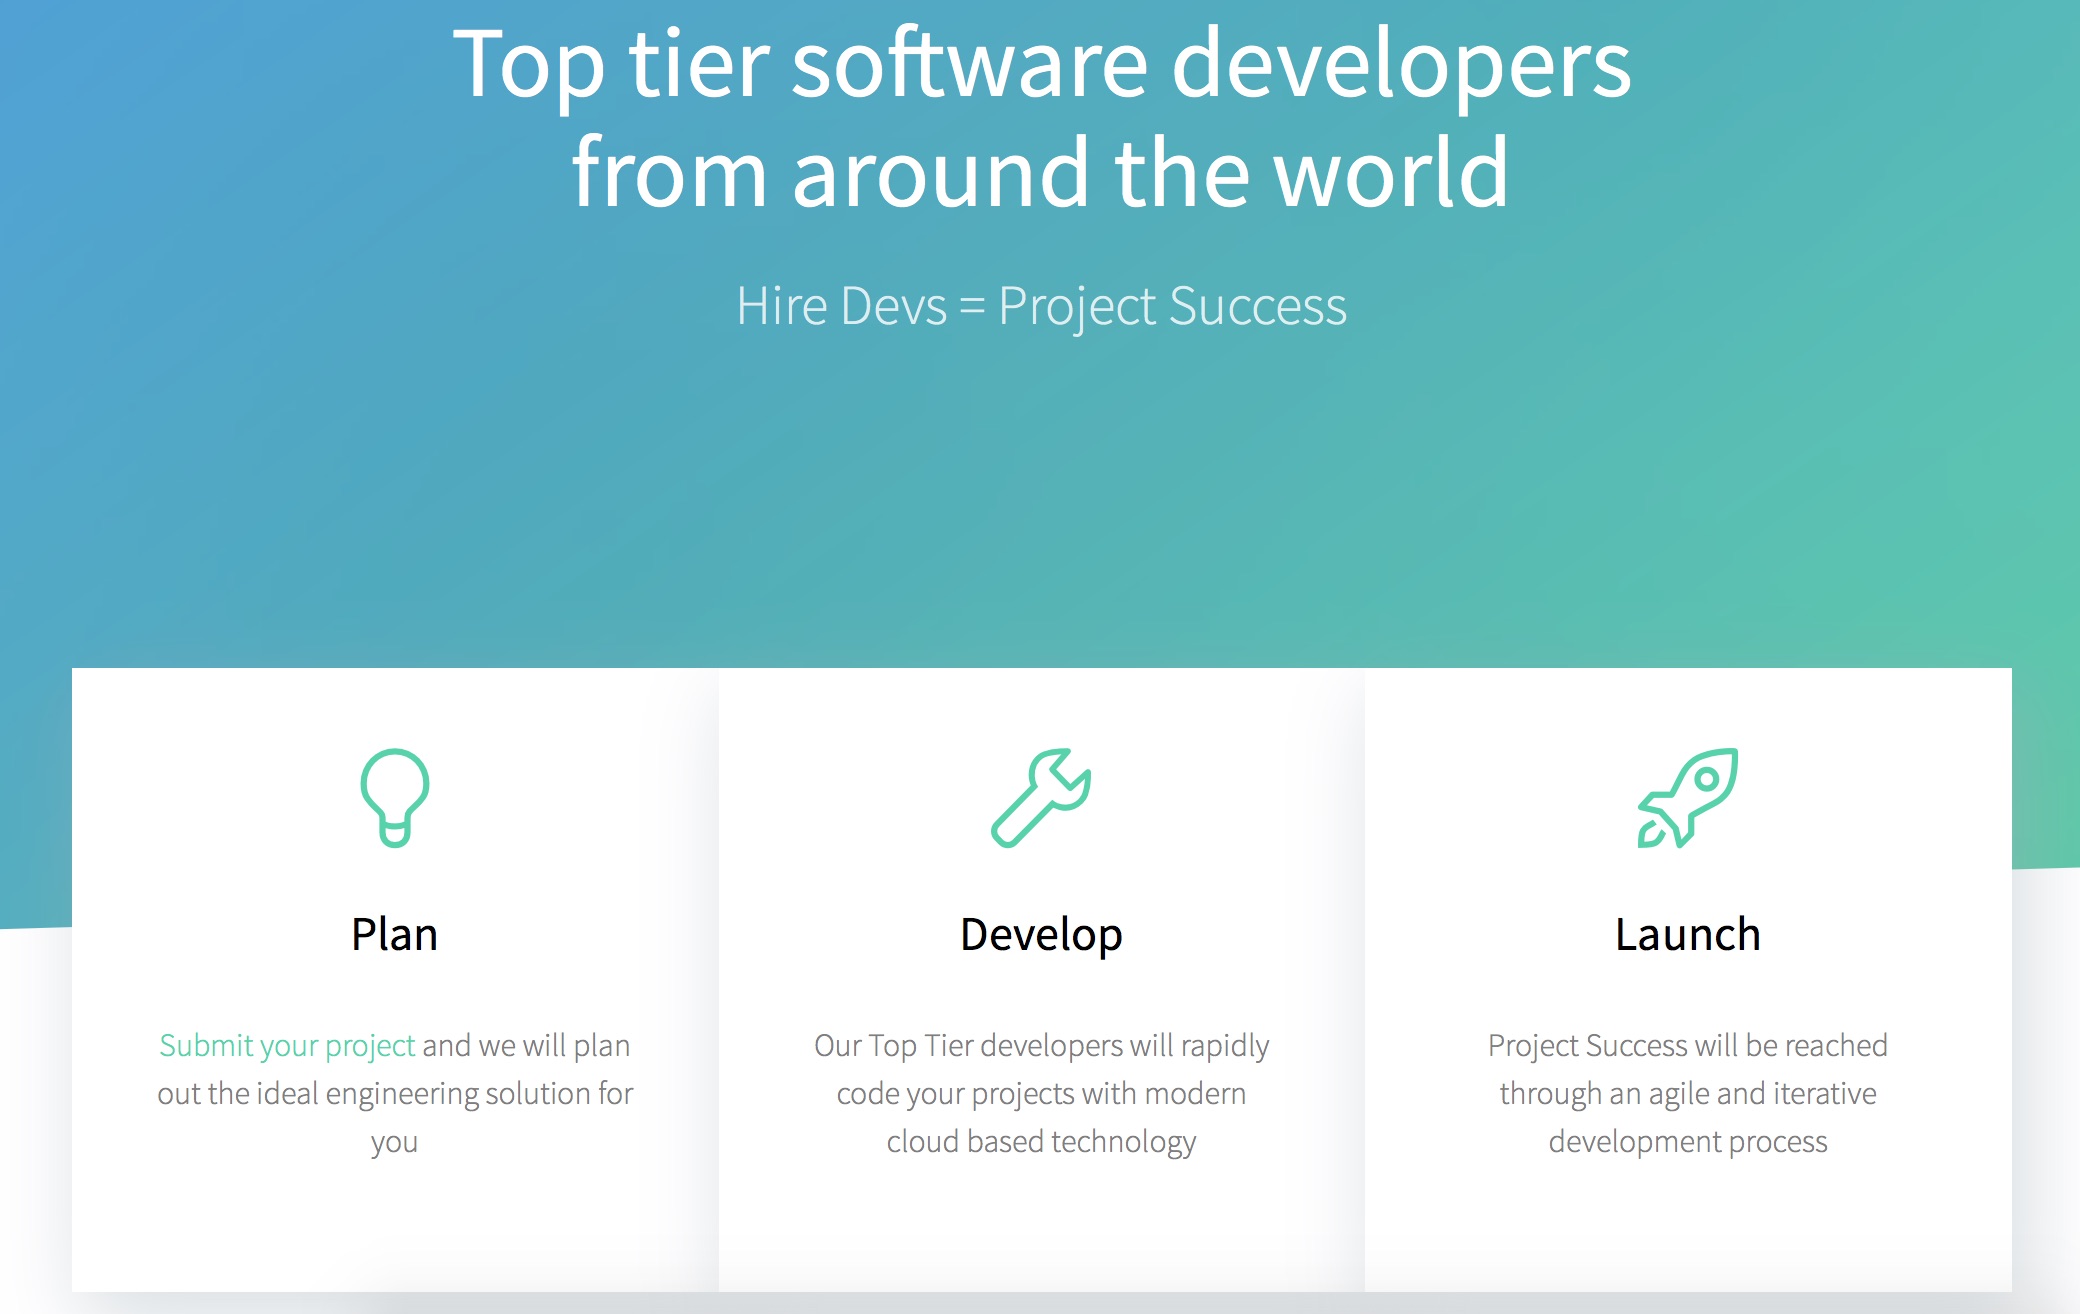 Top tier software developers
from around the world
Hire Devs = Project Success
Plan
Submit your project and we will plan
out the ideal engineering solution for
you
Develop
Our Top Tier developers will rapidly
code your projects with modern
cloud based technology
Launch
Project Success will be reached
through an agile and iterative
development process